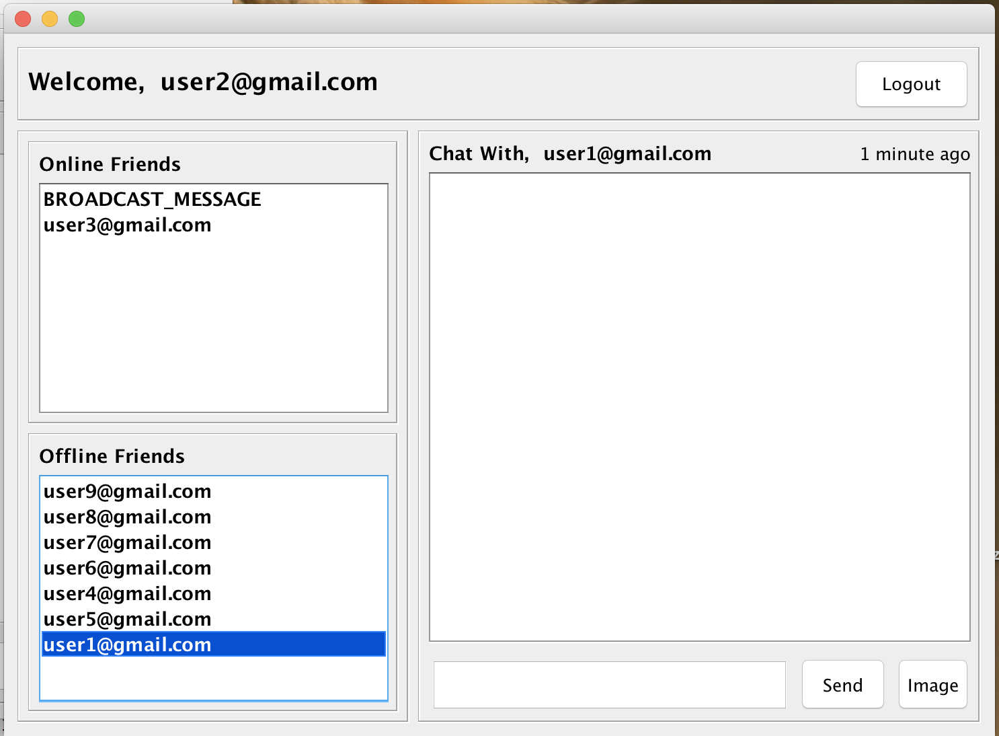 Welcome, user2@gmail.com
Logout
Online Friends
BROADCAST_MESSAGE
user3@gmail.com
Offline Friends
user9@gmail.com
user8@gmail.com
user7@gmail.com
user6@gmail.com
user4@gmail.com
user5@gmail.com
user1@gmail.com
Chat With, user1@gmail.com
1 minute ago
Send
Image